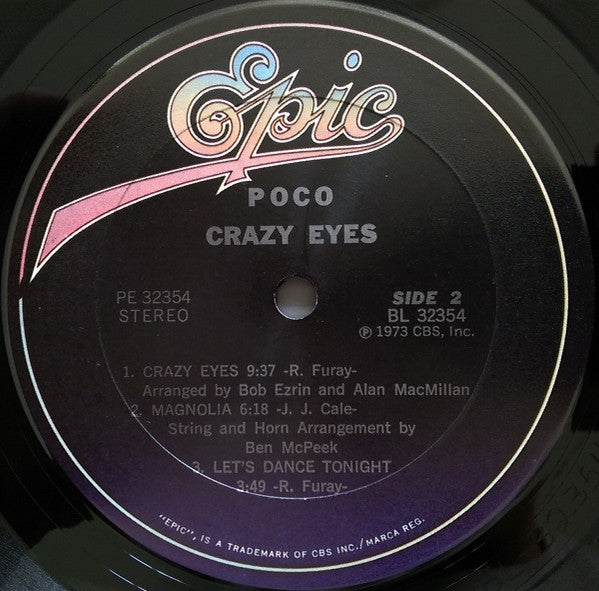 Epic
POCO
CRAZY EYES
PE 32354
STEREO
SIDE 2
BL 32354
℗ 1973 CBS, Inc.
1. CRAZY EYES 9:37 -R. Furay-
Arranged by Bob Ezrin and Alan MacMillan
2. MAGNOLIA 6:18 -J. J. Cale-
String and Horn Arrangement by
Ben McPeek
3. LET'S DANCE TONIGHT
3:49 -R. Furay-
"EPIC", IS A TRADEMARK OF CBS INC./MARCA REG.